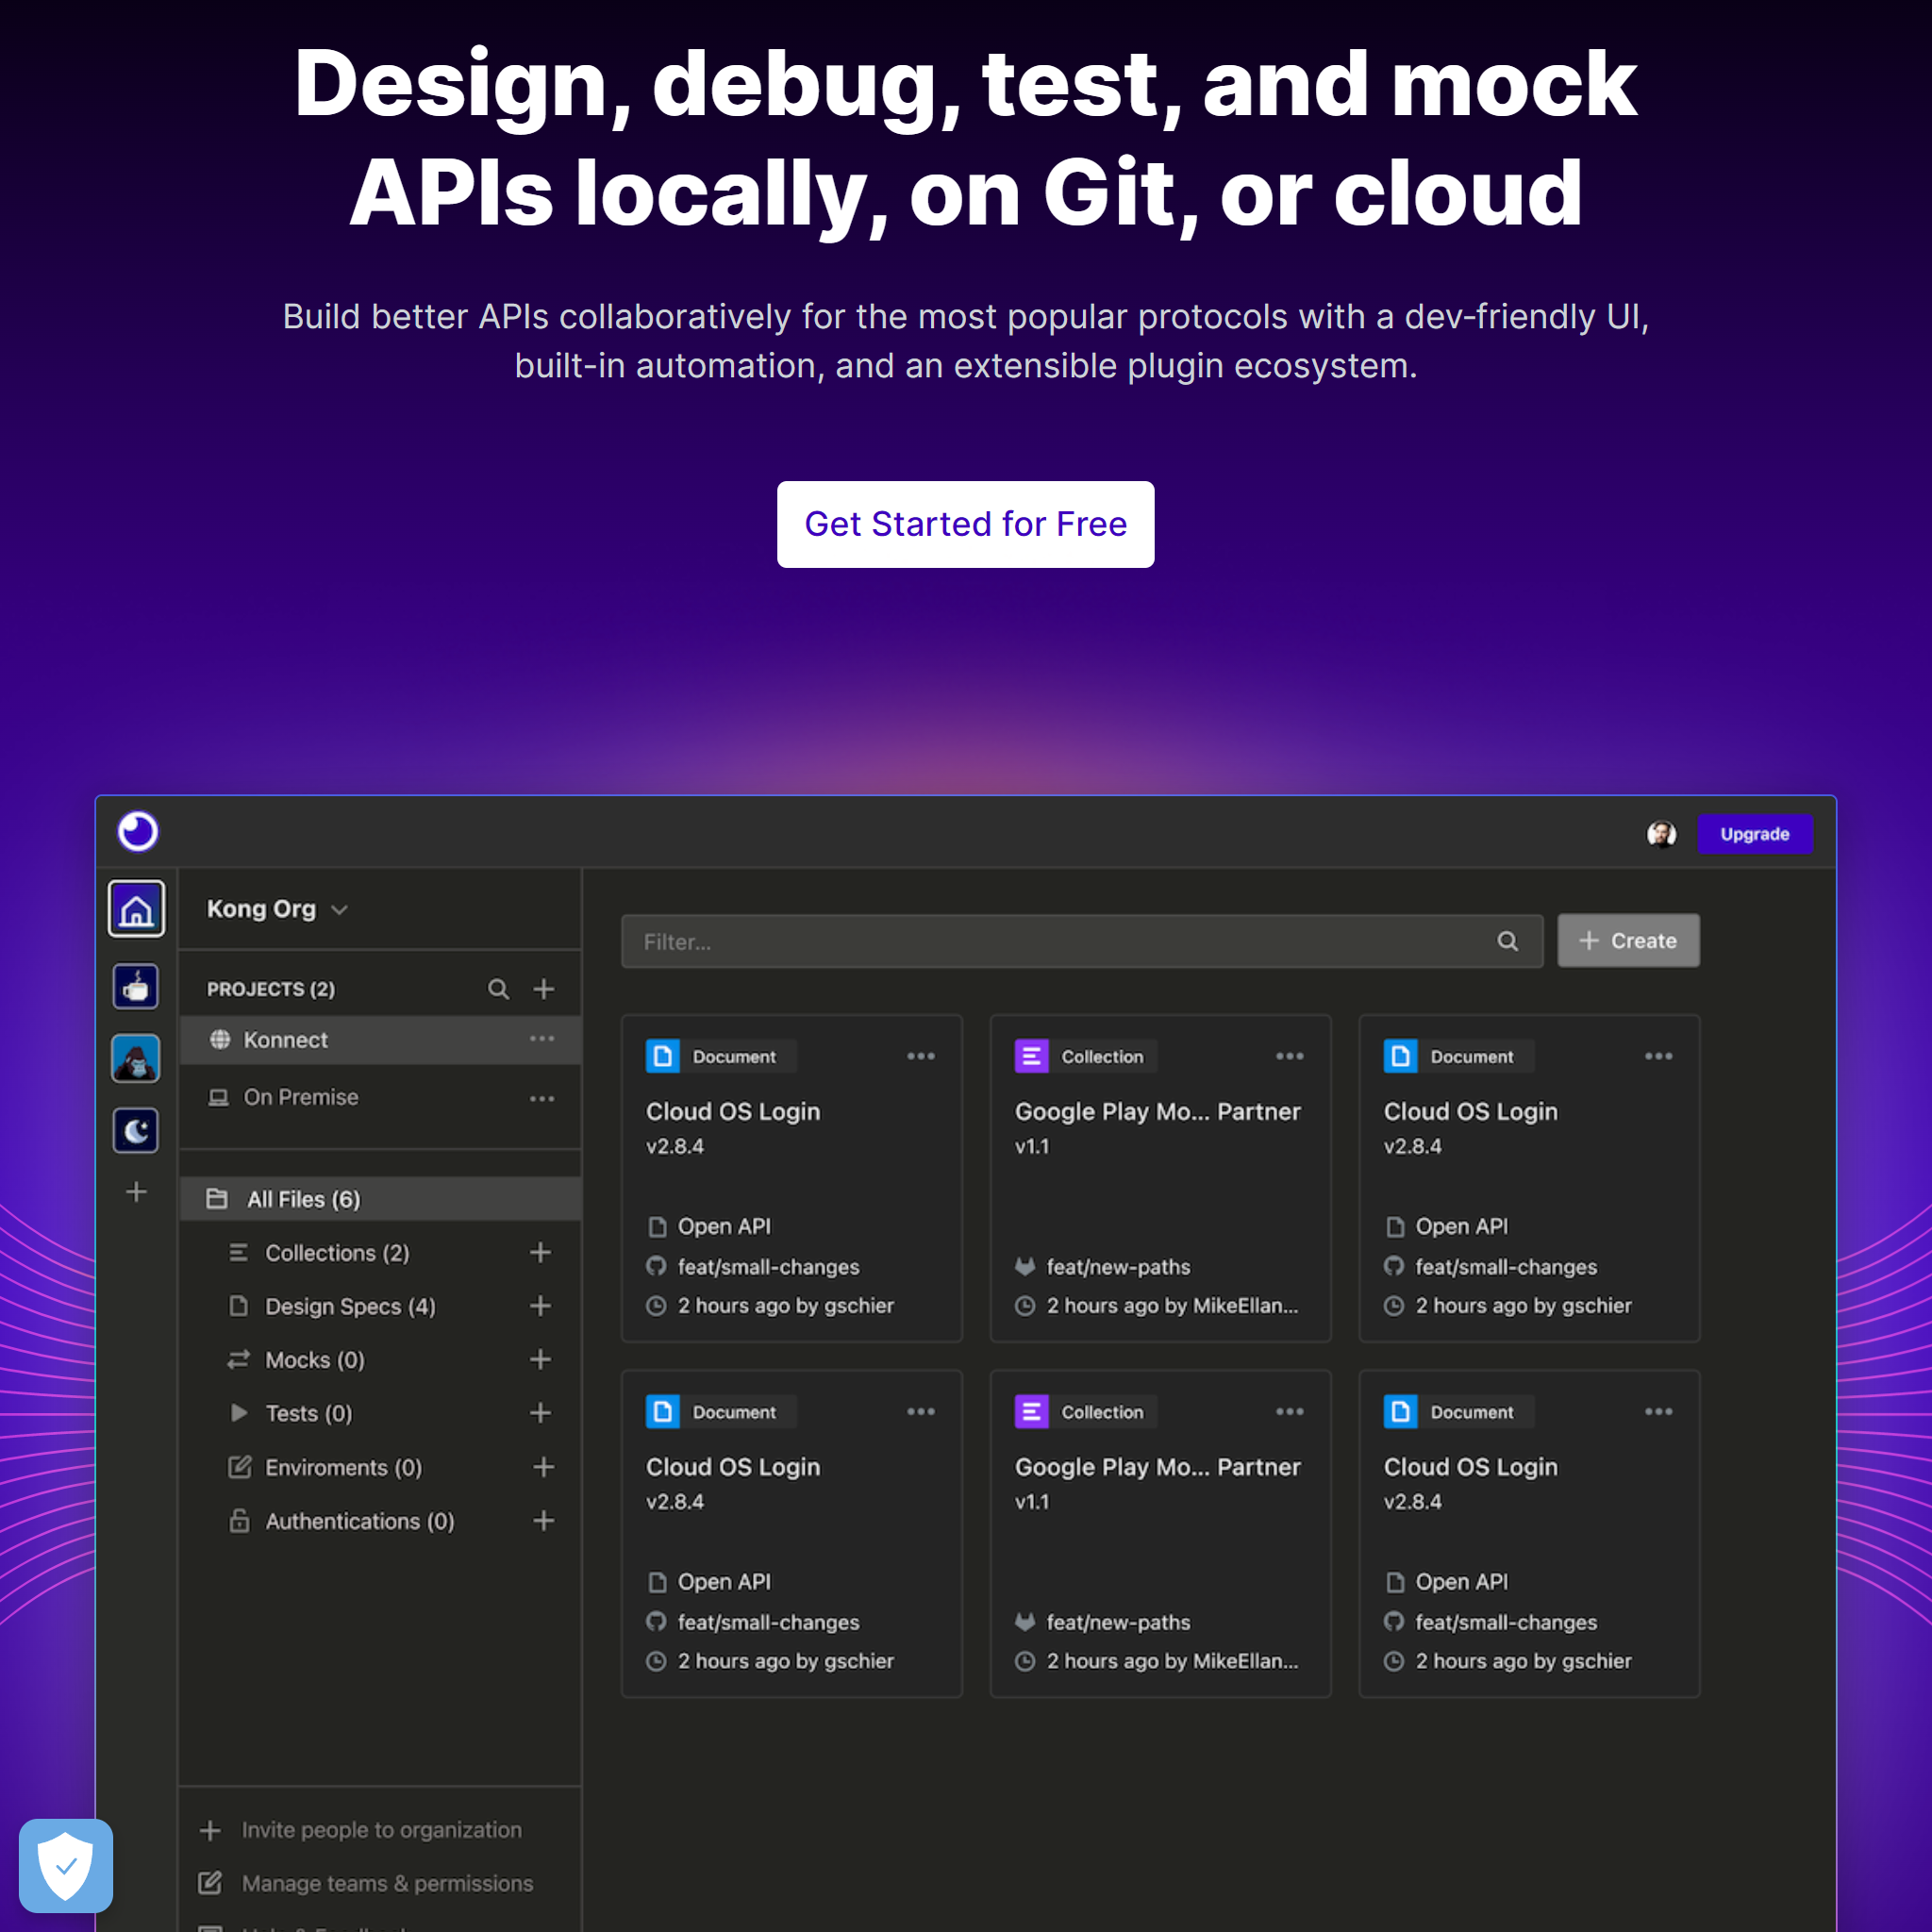 Design, debug, test, and mock
APIs locally, on Git, or cloud
Build better APIs collaboratively for the most popular protocols with a dev-friendly UI,
built-in automation, and an extensible plugin ecosystem.
Get Started for Free
Upgrade
Kong Org
PROJECTS (2)
Konnect
On Premise
All Files (6)
Collections (2)
Design Specs (4)
Mocks (0)
Tests (0)
Enviroments (0)
Authentications (0)
Invite people to organization
Manage teams & permissions
Filter...
Create
Document
Cloud OS Login
v2.8.4
Open API
feat/small-changes
2 hours ago by gschier
Collection
Google Play Mo... Partner
v1.1
feat/new-paths
2 hours ago by MikeEllan...
Document
Cloud OS Login
v2.8.4
Open API
feat/small-changes
2 hours ago by gschier
Document
Cloud OS Login
v2.8.4
Open API
feat/small-changes
2 hours ago by gschier
Collection
Google Play Mo... Partner
v1.1
feat/new-paths
2 hours ago by MikeEllan...
Document
Cloud OS Login
v2.8.4
Open API
feat/small-changes
2 hours ago by gschier